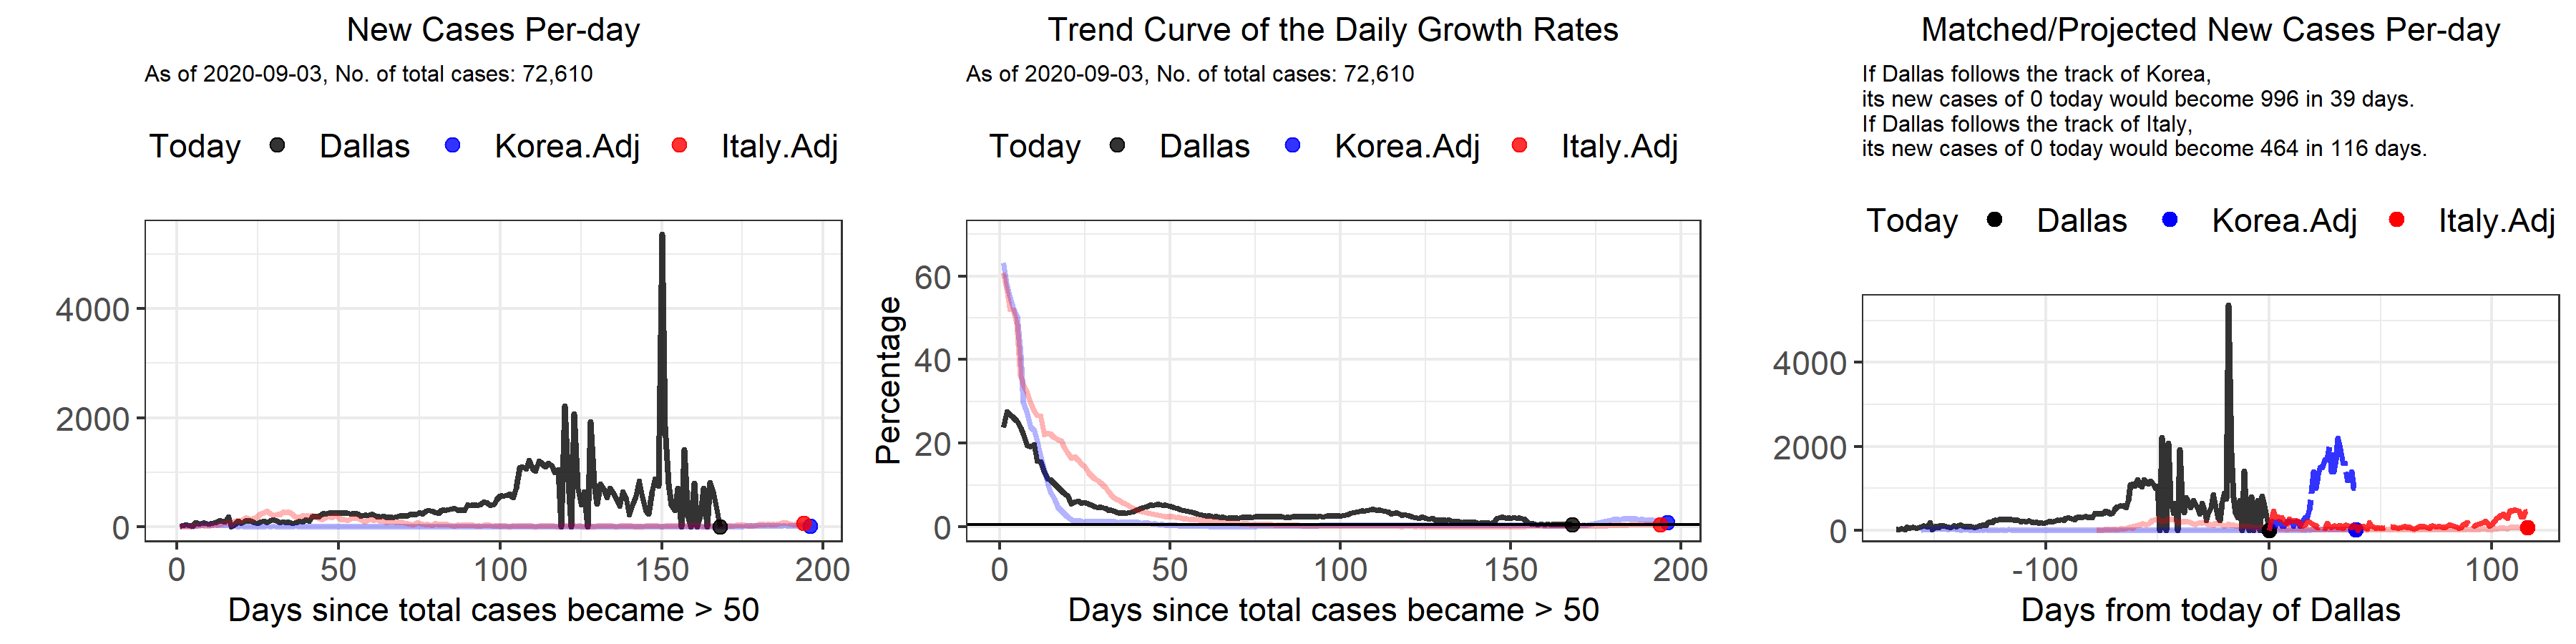 New Cases Per-day
As of 2020-09-03, No. of total cases: 72,610
Today Dallas Korea.Adj Italy.Adj
4000
2000
0
0 50 100 150 200
Days since total cases became > 50
Trend Curve of the Daily Growth Rates
As of 2020-09-03, No. of total cases: 72,610
Today Dallas Korea.Adj Italy.Adj
Percentage
60
40
20
0
0 50 100 150 200
Days since total cases became > 50
Matched/Projected New Cases Per-day
If Dallas follows the track of Korea,
its new cases of 0 today would become 996 in 39 days.
If Dallas follows the track of Italy,
its new cases of 0 today would become 464 in 116 days.
Today Dallas Korea.Adj Italy.Adj
4000
2000
0
-100 0 100
Days from today of Dallas